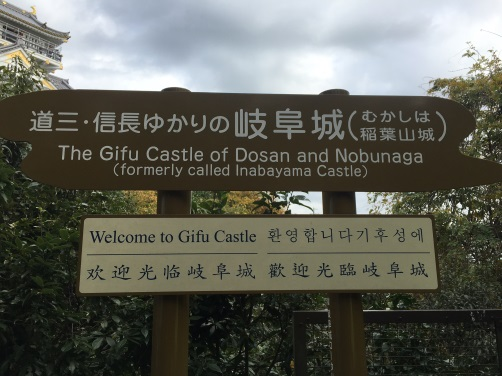 道三・信長ゆかりの岐阜城(むかしは稲葉山城)
The Gifu Castle of Dosan and Nobunaga
(formerly called Inabayama Castle)
Welcome to Gifu Castle 환영합니다기후성에
欢迎光临岐阜城 歡迎光臨岐阜城